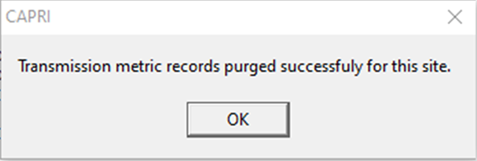 CAPRI
Transmission metric records purged successfuly for this site.
OK